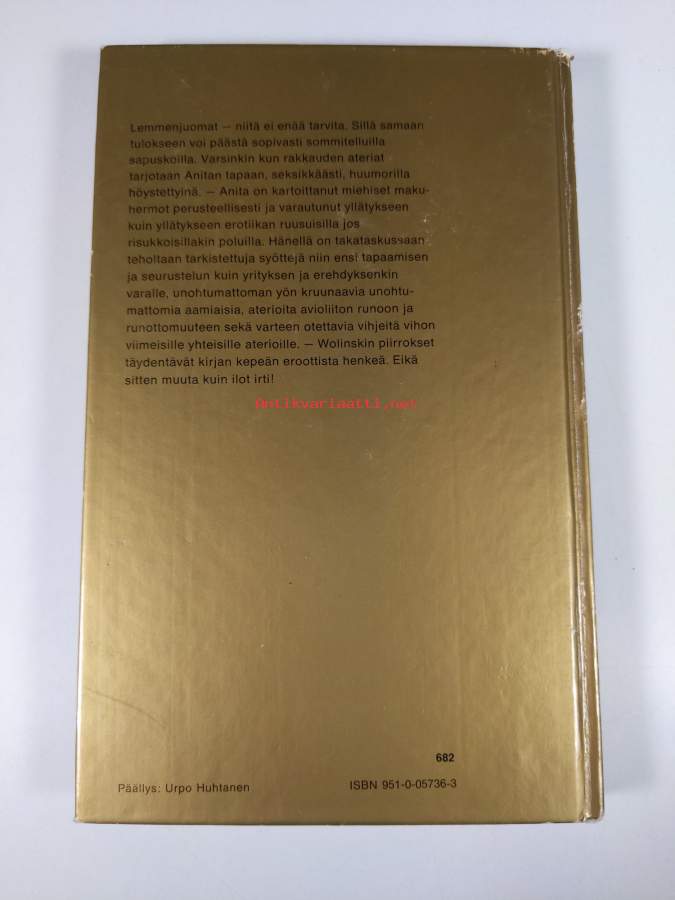 Lemmenjuomat — niitä ei enää tarvita. Sillä samaan
tulokseen voi päästä sopivasti sommitelluilla
sapuskoilla. Varsinkin kun rakkauden ateriat
tarjotaan Anitan tapaan, seksikkäästi, huumorilla
höystettyinä. — Anita on kartoittanut miehiset maku-
hermot perusteellisesti ja varautunut yllätykseen
kuin yllätykseen erotiikan ruusuisilla jos
risukkoisillakin poluilla. Hänellä on takataskussaan
teholtaan tarkistettuja syöttejä niin ensi tapaamisen
ja seurustelun kuin yrityksen ja erehdyksenkin
varalle, unohtumattoman yön kruunaavia unohtu-
mattomia aamiaisia, aterioita avioliiton runoon ja
runottomuuteen sekä varteen otettavia vihjeitä vihon
viimeisille yhteisille aterioille. — Wolinskin piirrokset
täydentävät kirjan kepeän eroottista henkeä. Eikä
sitten muuta kuin ilot irti!
Antikvariaatti.net
682
Päällys: Urpo Huhtanen
ISBN 951-0-05736-3